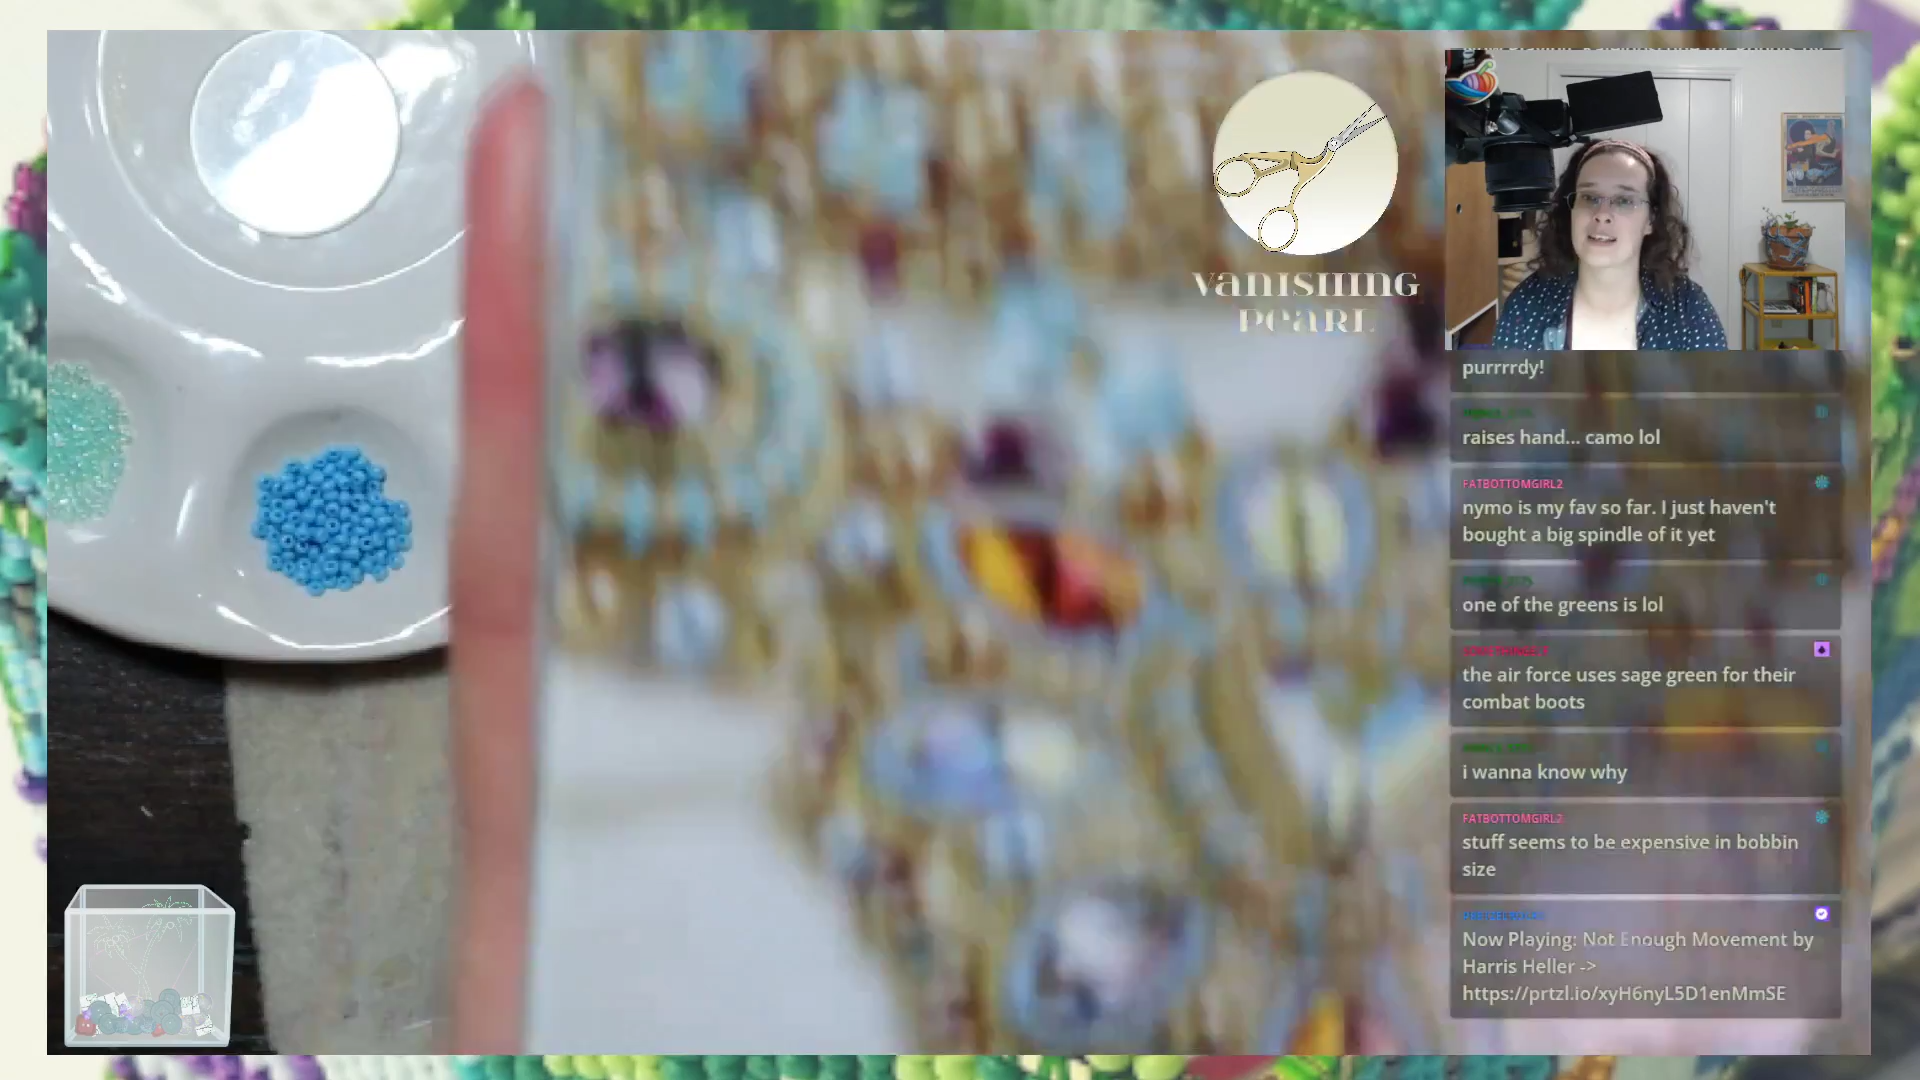 VANISHING
PEARL
purrrrdy!
raises hand... camo lol
FATBOTTOMGIRL2
nymo is my fav so far. I just haven't
bought a big spindle of it yet
one of the greens is lol
the air force uses sage green for their
combat boots
i wanna know why
FATBOTTOMGIRL2
stuff seems to be expensive in bobbin
size
Now Playing: Not Enough Movement by
Harris Heller ->
https://prtzl.io/xyH6nyL5D1enMmSE